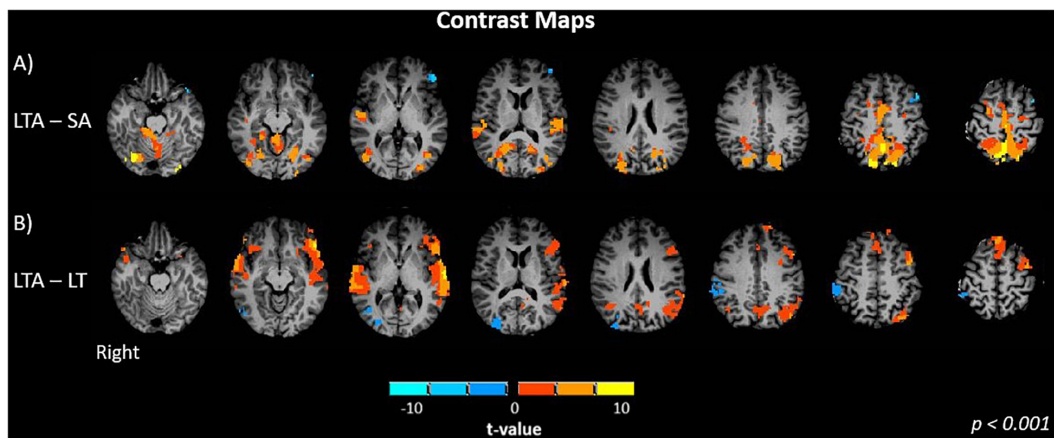 Contrast Maps
A)
LTA – SA
B)
LTA – LT
Right
-10 0 10
t-value
p < 0.001